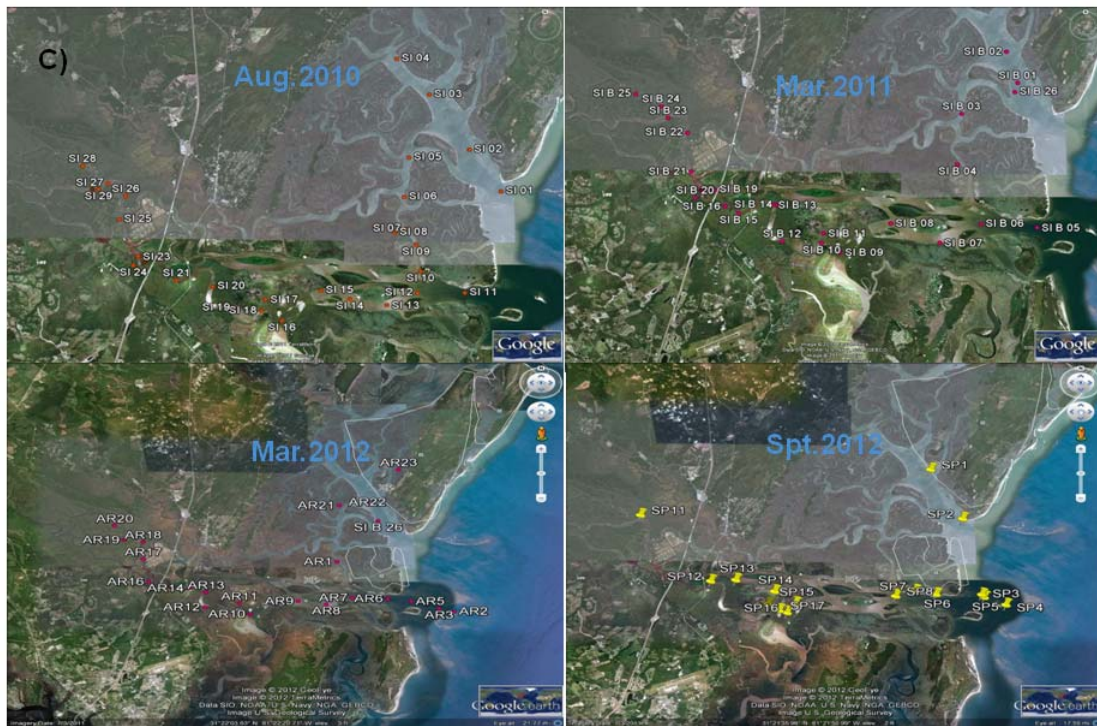 C)
Aug.2010
SI 04
SI 03
SI 02
SI 05
SI 28
SI 27
SI 26
SI 29
SI 01
SI 06
SI 25
SI 07
SI 08
SI 09
SI 23
SI 24
SI 21
SI 10
SI 20
SI 15
SI 12
SI 11
SI 19
SI 18
SI 17
SI 14
SI 13
SI 16
Google
Mar.2011
SI B 02
SI B 01
SI B 26
SI B 25
SI B 24
SI B 23
SI B 03
SI B 22
SI B 04
SI B 21
SI B 20
SI B 19
SI B 16
SI B 14
SI B 13
SI B 15
SI B 08
SI B 06
SI B 05
SI B 12
SI B 11
SI B 07
SI B 10
SI B 09
Google
Mar.2012
AR23
AR21
AR22
SI B 26
AR20
AR19
AR18
AR17
AR1
AR16
AR14
AR13
AR11
AR9
AR7
AR6
AR5
AR12
AR10
AR8
AR3
AR2
Image © 2012 GeoEye
Image © 2012 TerraMetrics
Data SIO, NOAA, U.S. Navy, NGA, GEBCO
Image U.S. Geological Survey
Google earth
Spt.2012
SP1
SP11
SP2
SP12
SP13
SP14
SP7
SP15
SP8
SP3
SP16
SP17
SP6
SP5
SP4
Image © 2012 TerraMetrics
Data SIO, NOAA, U.S. Navy, NGA, GEBCO
Image U.S. Geological Survey
Google earth